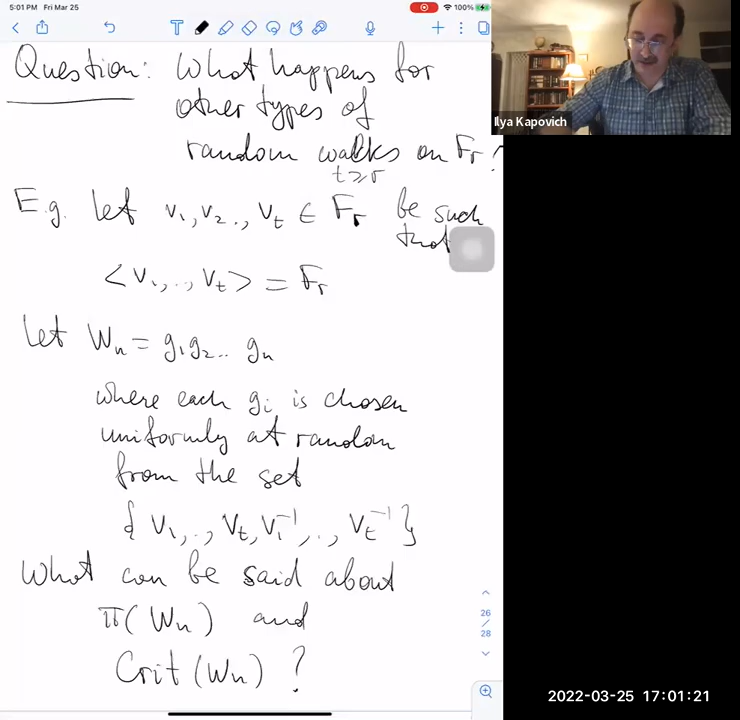 5:01 PM Fri Mar 25
100%
Question: What happens for
other types of
random walks on Fr?
t≥r
E.g. let v1, v2.., vt ∈ Fr be such
that
<v1,.., vt> = Fr
let Wn = g1g2.. gn
where each gi is chosen
uniformly at random
from the set
{ v1,.., vt, v1^-1,.., vt^-1 }
What can be said about
π(Wn) and
Crit(Wn) ?
26
/
28
Ilya Kapovich
2022-03-25 17:01:21